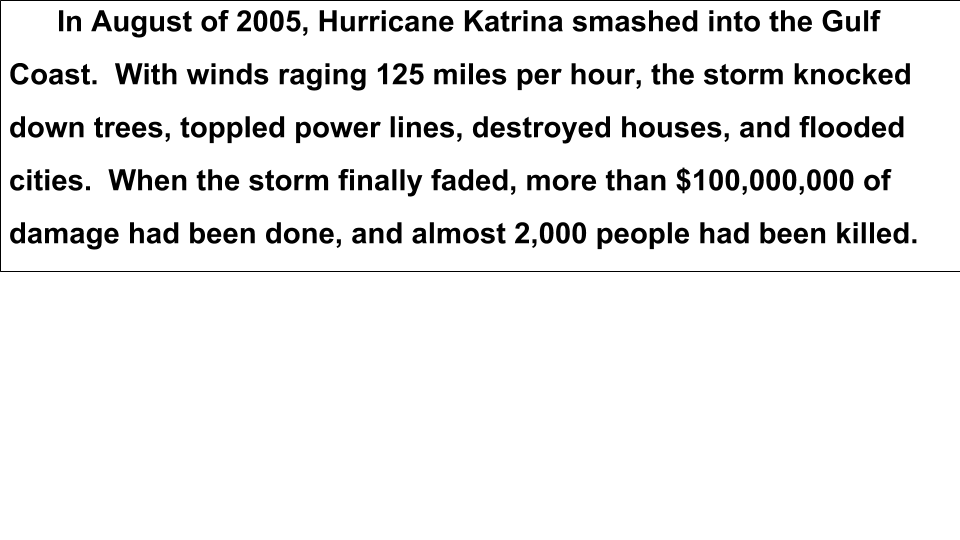 In August of 2005, Hurricane Katrina smashed into the Gulf
Coast.  With winds raging 125 miles per hour, the storm knocked
down trees, toppled power lines, destroyed houses, and flooded
cities.  When the storm finally faded, more than $100,000,000 of
damage had been done, and almost 2,000 people had been killed.